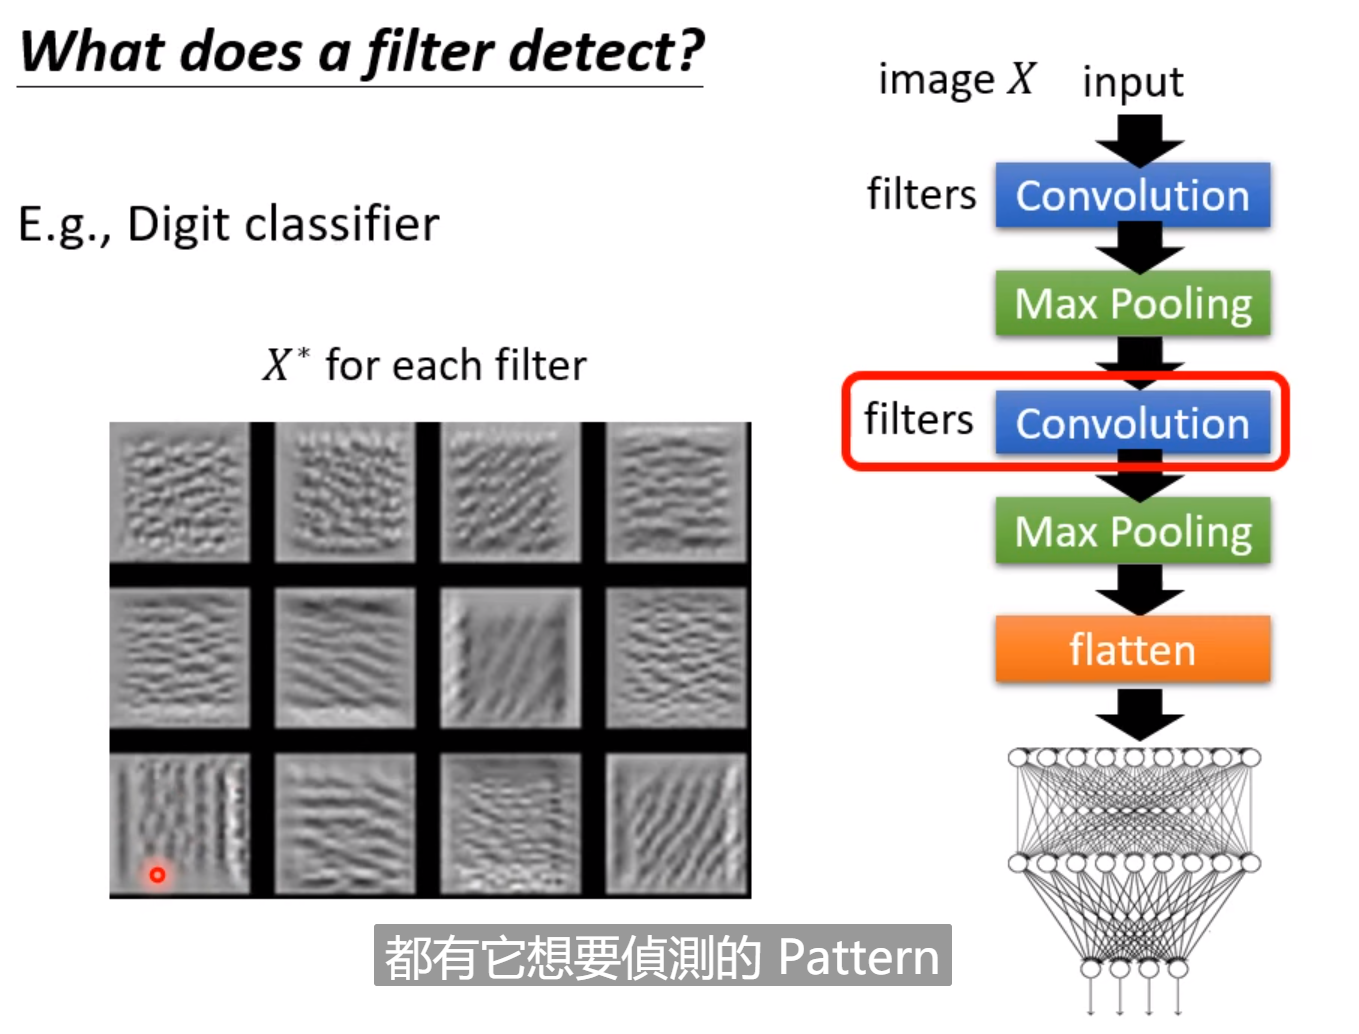 What does a filter detect?
image X input
filters Convolution
E.g., Digit classifier
Max Pooling
X* for each filter
filters Convolution
Max Pooling
flatten
都有它想要偵測的 Pattern